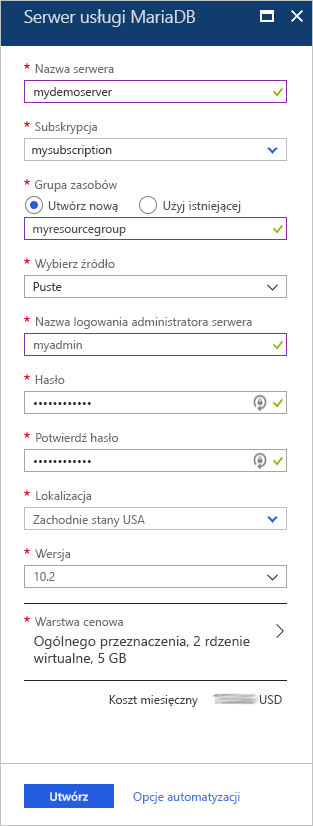 Serwer usługi MariaDB
* Nazwa serwera
mydemoserver
* Subskrypcja
mysubscription
* Grupa zasobów
Utwórz nową Użyj istniejącej
myresourcegroup
* Wybierz źródło
Puste
* Nazwa logowania administratora serwera
myadmin
* Hasło
••••••••••••
* Potwierdź hasło
••••••••••••
* Lokalizacja
Zachodnie stany USA
* Wersja
10.2
* Warstwa cenowa
Ogólnego przeznaczenia, 2 rdzenie
wirtualne, 5 GB
Koszt miesięczny USD
Utwórz Opcje automatyzacji